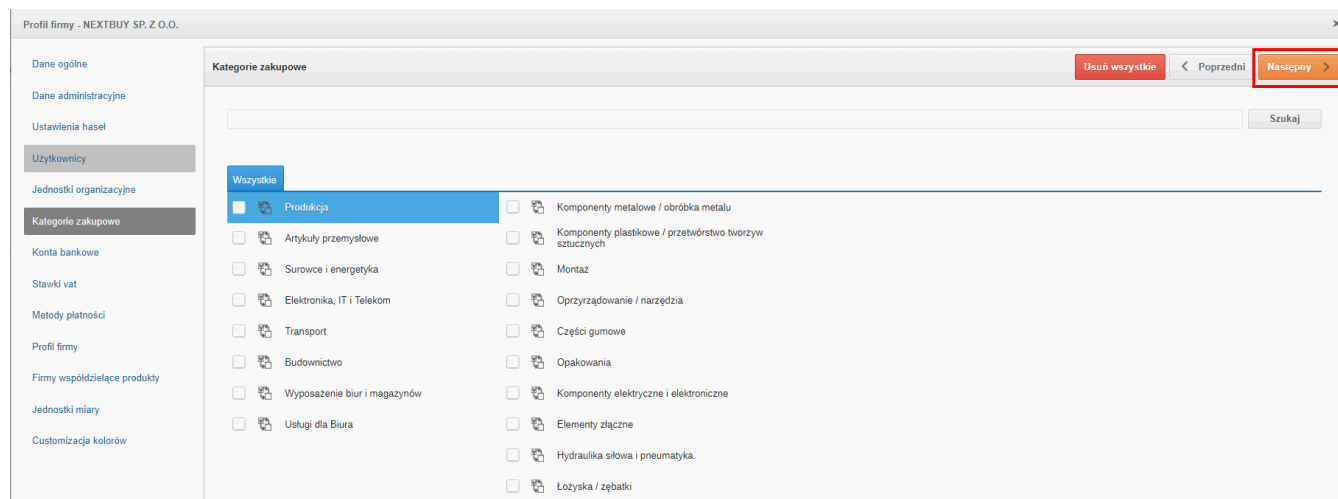 Profil firmy - NEXTBUY SP. Z O.O.
Dane ogólne
Dane administracyjne
Ustawienia haseł
Użytkownicy
Jednostki organizacyjne
Kategorie zakupowe
Konta bankowe
Stawki vat
Metody płatności
Profil firmy
Firmy współdzielące produkty
Jednostki miary
Customizacja kolorów
Kategorie zakupowe
Usuń wszystkie
Poprzedni
Następny
Szukaj
Wszystkie
Produkcja
Artykuły przemysłowe
Surowce i energetyka
Elektronika, IT i Telekom
Transport
Budownictwo
Wyposażenie biur i magazynów
Usługi dla Biura
Komponenty metalowe / obróbka metalu
Komponenty plastikowe / przetwórstwo tworzyw
sztucznych
Montaż
Oprzyrządowanie / narzędzia
Części gumowe
Opakowania
Komponenty elektryczne i elektroniczne
Elementy złączne
Hydraulika siłowa i pneumatyka
Łożyska / zębatki